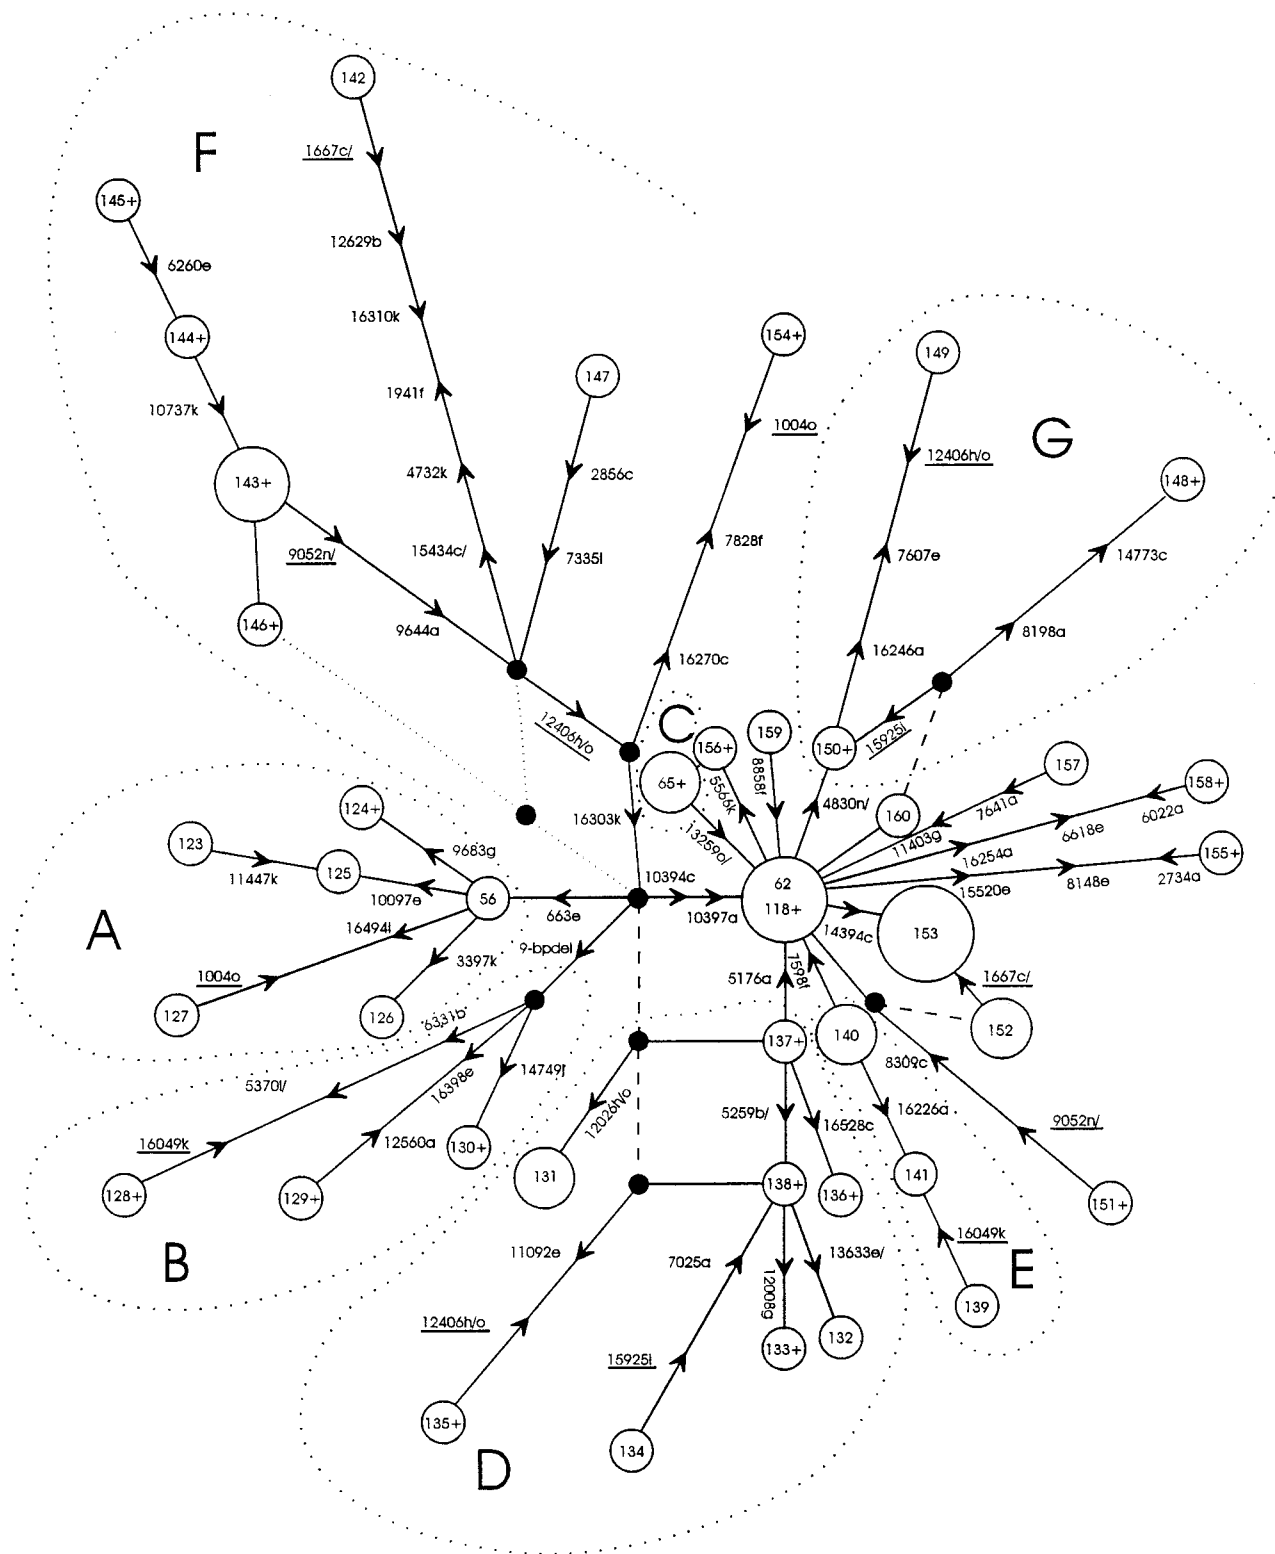 142
F
1667c/
145+
12629b
6260e
16310k
144+
154+
149
147
1941f
10737k
1004o
G
12406h/o
143+
4732k
2856c
148+
15434c/
7828f
7607e
14773c
9052n/
7335l
9644a
146+
16270c
16246a
8198a
12406h/o
C
156+
159
150+
15925i
65+
5566k
8858f
157
158+
124+
16303k
13259o/
4830n/
160
7641a
6618e
6022a
123
9683g
11403g
16254a
155+
11447k
125
10097e
56
663e
10394c
10397a
62
118+
15520e
8148e
2734a
A
16494l
9-bpdel
14394c
153
1004o
3397k
5176a
1598f
1667c/
127
126
6331b
137+
140
152
5370l/
16398e
14749j
12026h/o
8309c
5259b/
16528c
16226a
16049k
12560a
130+
9052n/
128+
129+
131
138+
136+
141
151+
B
11092e
7025a
12008g
13633e/
16049k
E
12406h/o
139
15925i
133+
132
135+
134
D